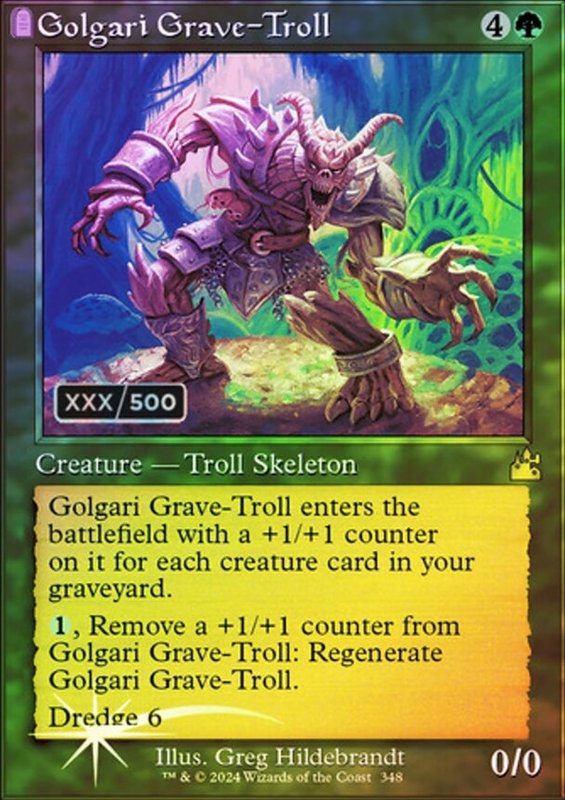 Golgari Grave-Troll 4
XXX/500
Creature — Troll Skeleton
Golgari Grave-Troll enters the
battlefield with a +1/+1 counter
on it for each creature card in your
graveyard.
1, Remove a +1/+1 counter from
Golgari Grave-Troll: Regenerate
Golgari Grave-Troll.
Dredge 6
Illus. Greg Hildebrandt
™ & © 2024 Wizards of the Coast 348
0/0